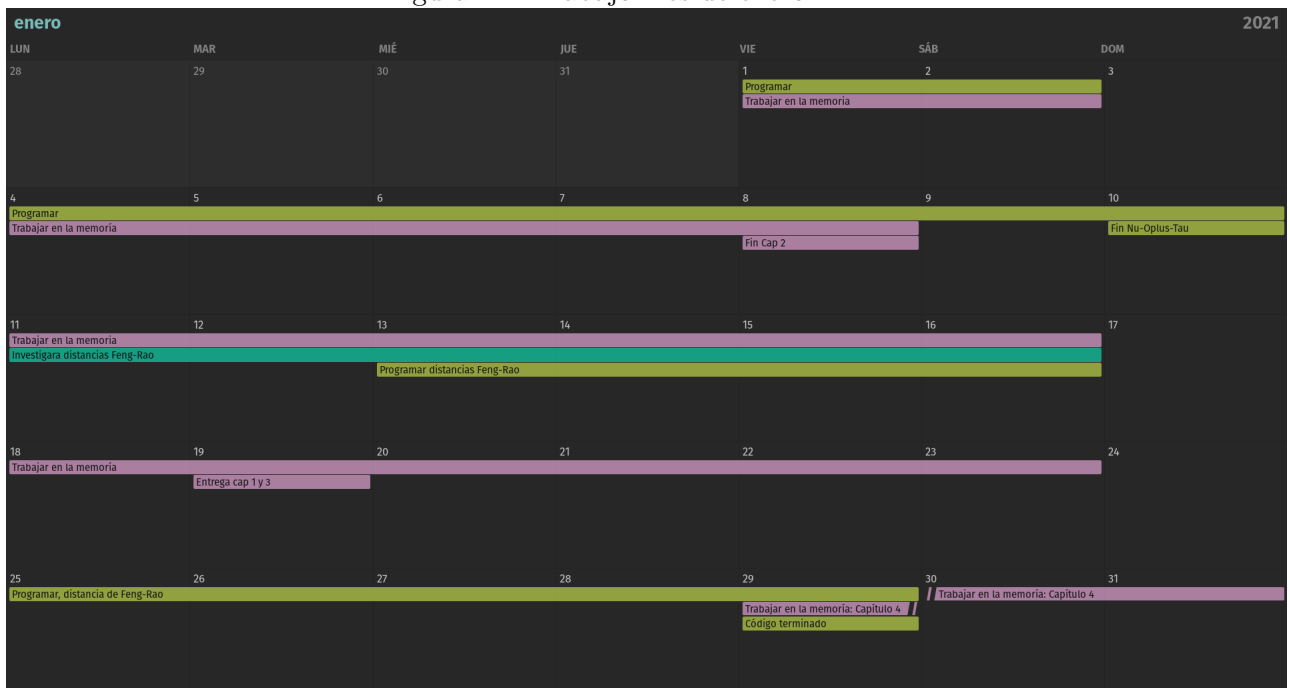 enero 2021
LUN MAR MIÉ JUE VIE SÁB DOM
28 29 30 31 1 2 3
Programar
Trabajar en la memoria
4 5 6 7 8 9 10
Programar
Trabajar en la memoria Fin Nu-Oplus-Tau
Fin Cap 2
11 12 13 14 15 16 17
Trabajar en la memoria
Investigara distancias Feng-Rao
Programar distancias Feng-Rao
18 19 20 21 22 23 24
Trabajar en la memoria
Entrega cap 1 y 3
25 26 27 28 29 30 31
Programar, distancia de Feng-Rao Trabajar en la memoria: Capítulo 4
Trabajar en la memoria: Capítulo 4
Código terminado